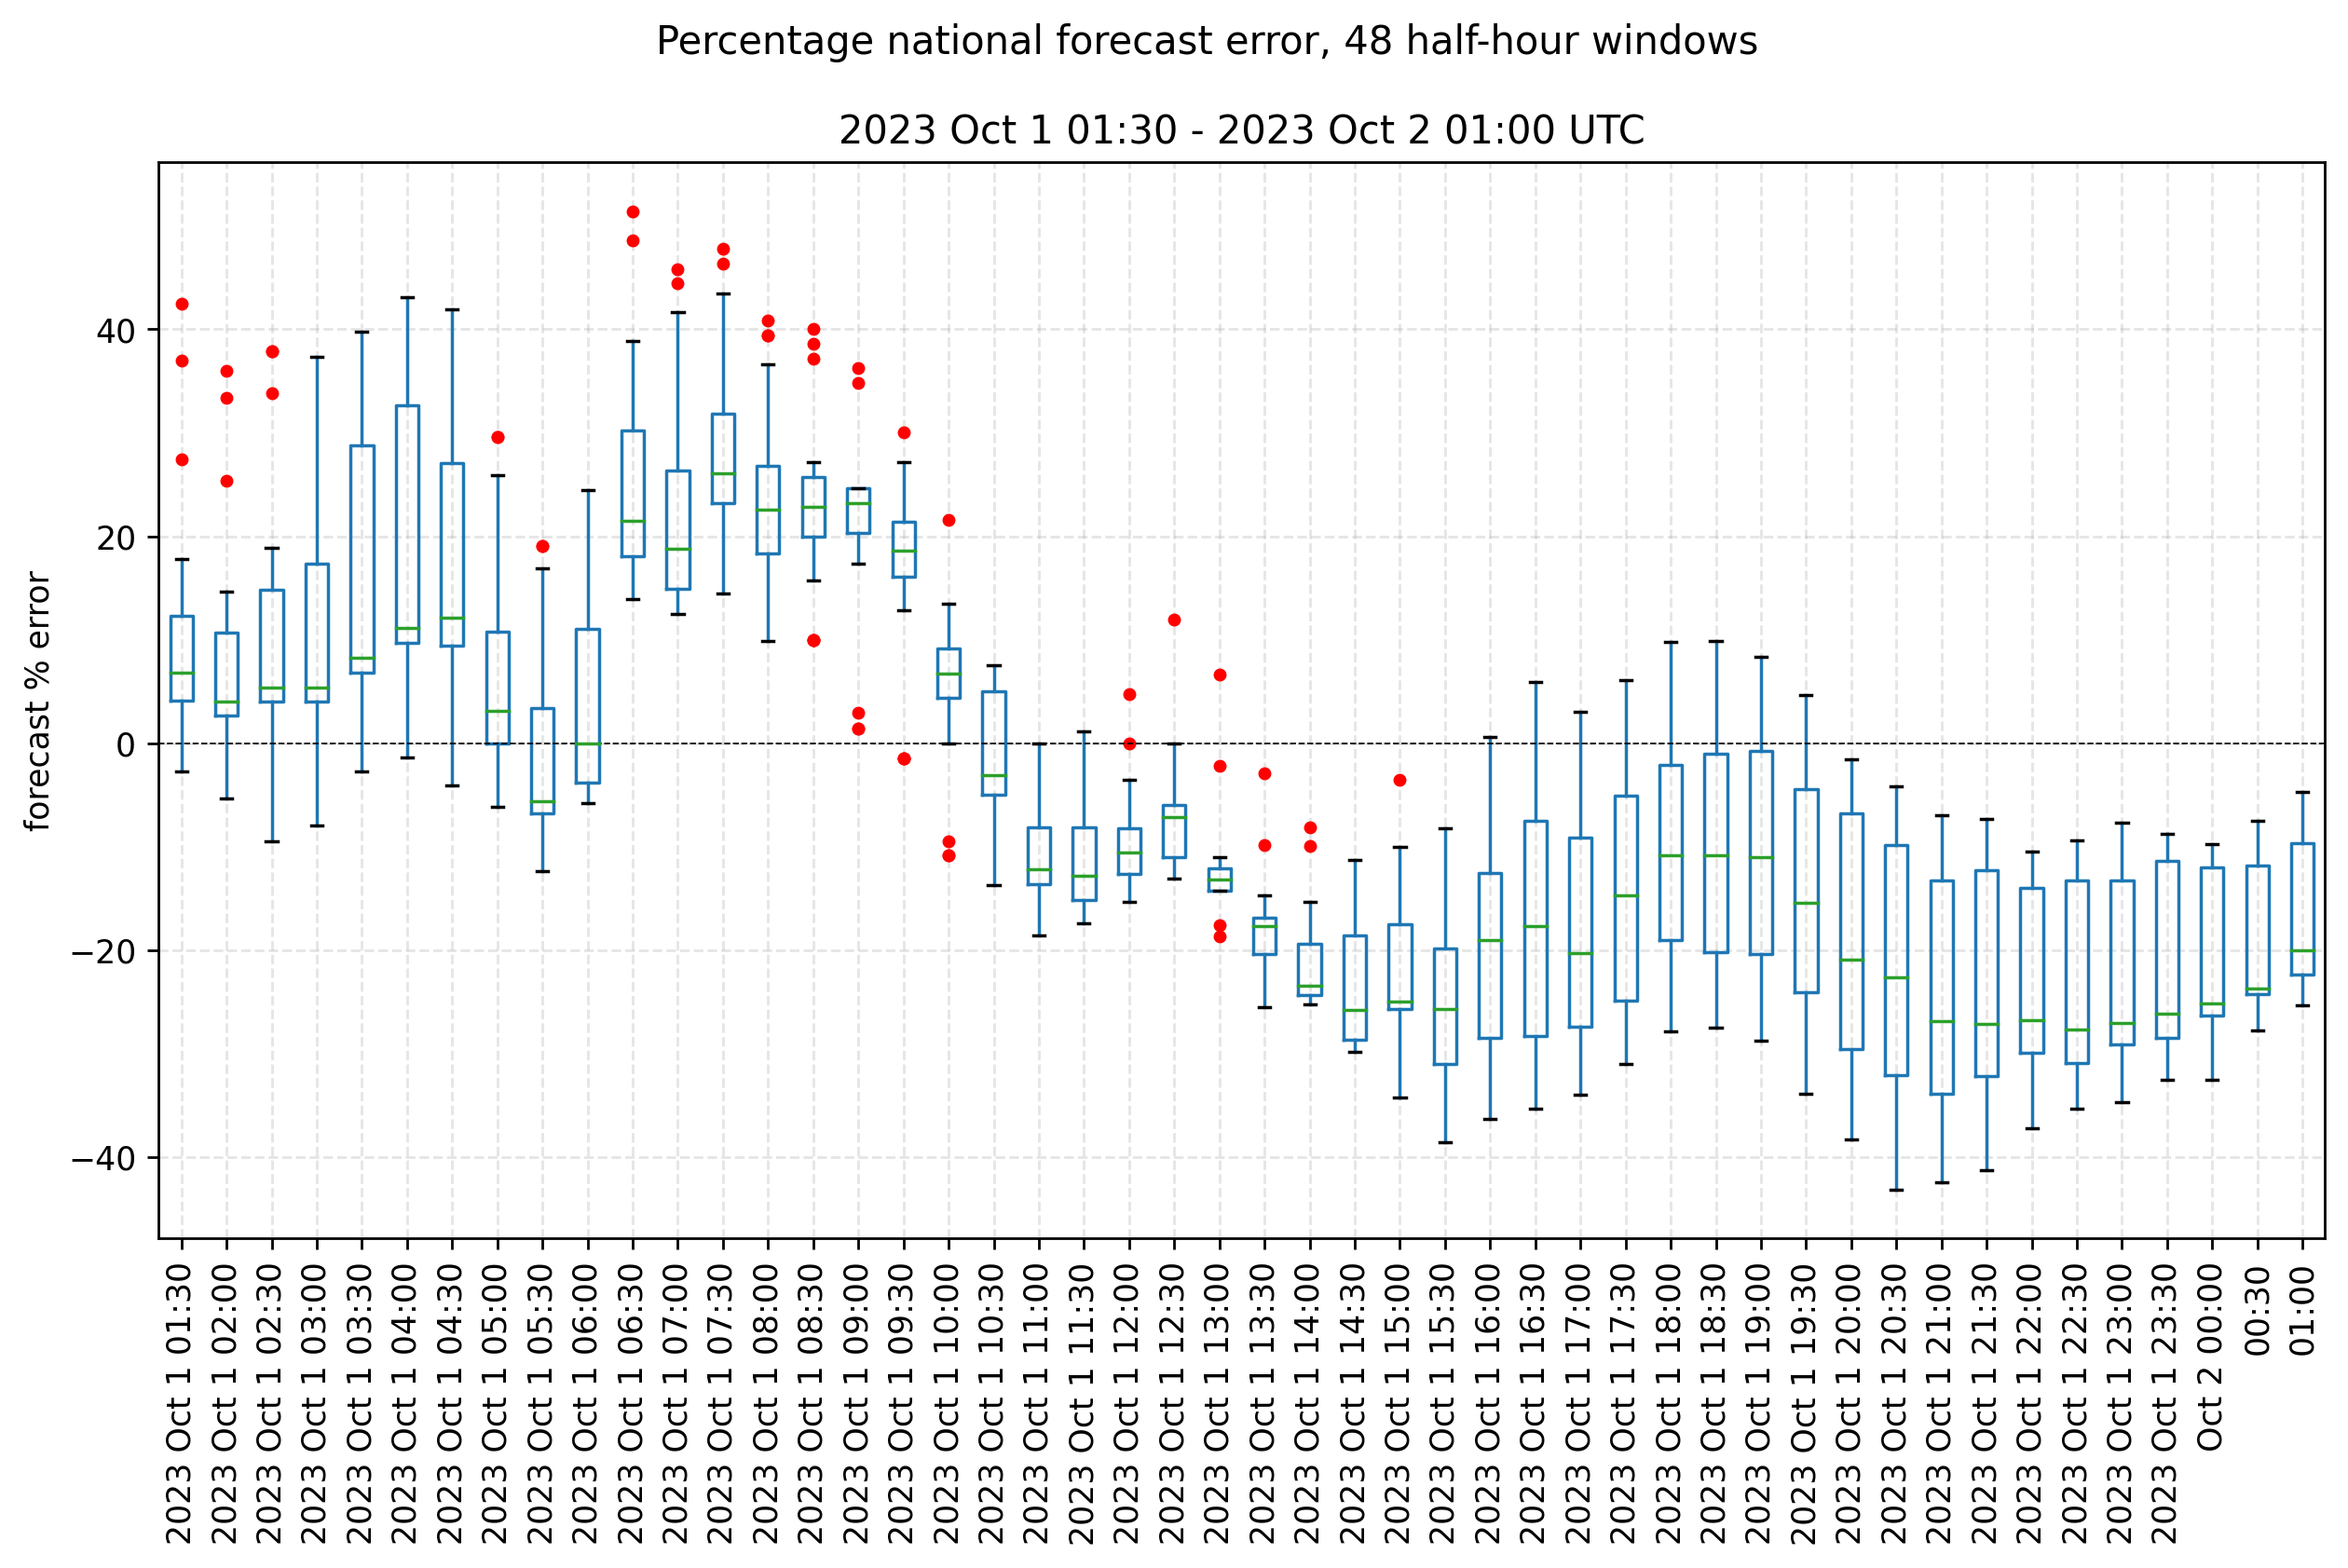 Percentage national forecast error, 48 half-hour windows
2023 Oct 1 01:30 - 2023 Oct 2 01:00 UTC
forecast % error
40
20
0
−20
−40
2023 Oct 1 01:30
2023 Oct 1 02:00
2023 Oct 1 02:30
2023 Oct 1 03:00
2023 Oct 1 03:30
2023 Oct 1 04:00
2023 Oct 1 04:30
2023 Oct 1 05:00
2023 Oct 1 05:30
2023 Oct 1 06:00
2023 Oct 1 06:30
2023 Oct 1 07:00
2023 Oct 1 07:30
2023 Oct 1 08:00
2023 Oct 1 08:30
2023 Oct 1 09:00
2023 Oct 1 09:30
2023 Oct 1 10:00
2023 Oct 1 10:30
2023 Oct 1 11:00
2023 Oct 1 11:30
2023 Oct 1 12:00
2023 Oct 1 12:30
2023 Oct 1 13:00
2023 Oct 1 13:30
2023 Oct 1 14:00
2023 Oct 1 14:30
2023 Oct 1 15:00
2023 Oct 1 15:30
2023 Oct 1 16:00
2023 Oct 1 16:30
2023 Oct 1 17:00
2023 Oct 1 17:30
2023 Oct 1 18:00
2023 Oct 1 18:30
2023 Oct 1 19:00
2023 Oct 1 19:30
2023 Oct 1 20:00
2023 Oct 1 20:30
2023 Oct 1 21:00
2023 Oct 1 21:30
2023 Oct 1 22:00
2023 Oct 1 22:30
2023 Oct 1 23:00
2023 Oct 1 23:30
Oct 2 00:00
00:30
01:00